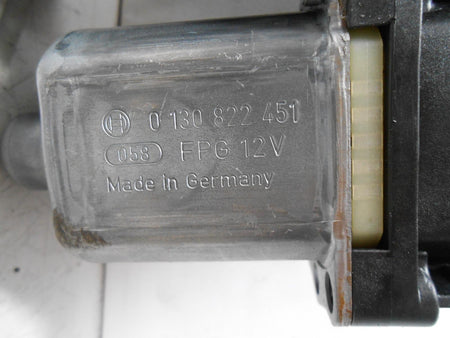 0 130 822 451
058 FPG 12V
Made in Germany